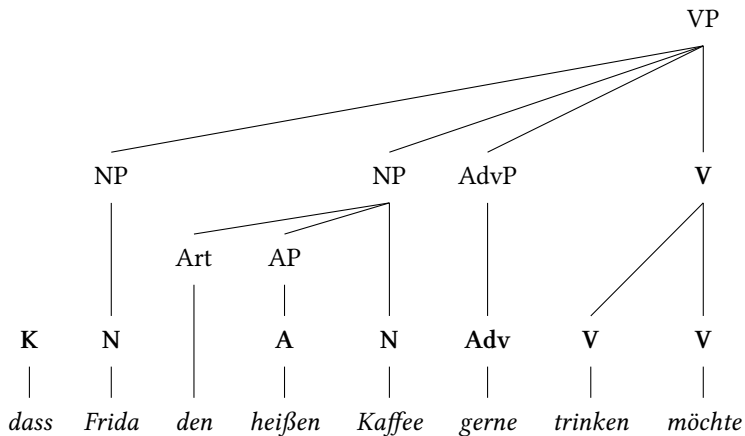 VP
NP NP AdvP V
Art AP
K N A N Adv V V
dass Frida den heißen Kaffee gerne trinken möchte